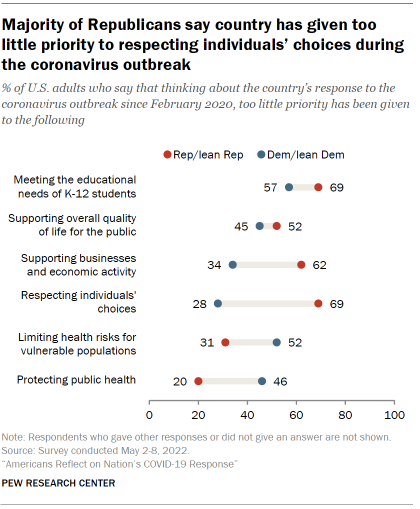 Majority of Republicans say country has given too
little priority to respecting individuals' choices during
the coronavirus outbreak
% of U.S. adults who say that thinking about the country's response to the
coronavirus outbreak since February 2020, too little priority has been given
to the following
Rep/lean Rep Dem/lean Dem
Meeting the educational
needs of K-12 students
57 69
Supporting overall quality
of life for the public
45 52
Supporting businesses
and economic activity
34 62
Respecting individuals'
choices
28 69
Limiting health risks for
vulnerable populations
31 52
Protecting public health
20 46
0 20 40 60 80 100
Note: Respondents who gave other responses or did not give an answer are not shown.
Source: Survey conducted May 2-8, 2022.
"Americans Reflect on Nation's COVID-19 Response"
PEW RESEARCH CENTER